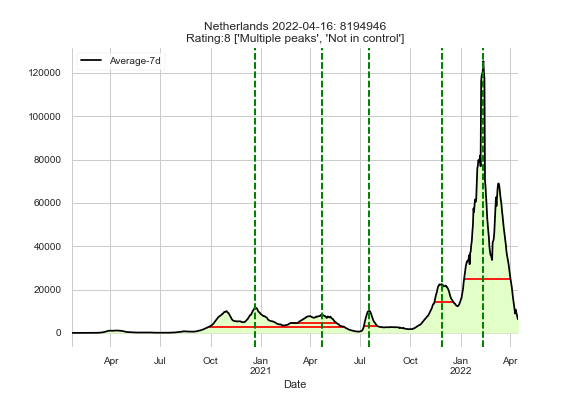 Netherlands 2022-04-16: 8194946
Rating:8 ['Multiple peaks', 'Not in control']
Average-7d
120000
100000
80000
60000
40000
20000
0
Apr Jul Oct Jan Apr Jul Oct Jan Apr
2021 2022
Date